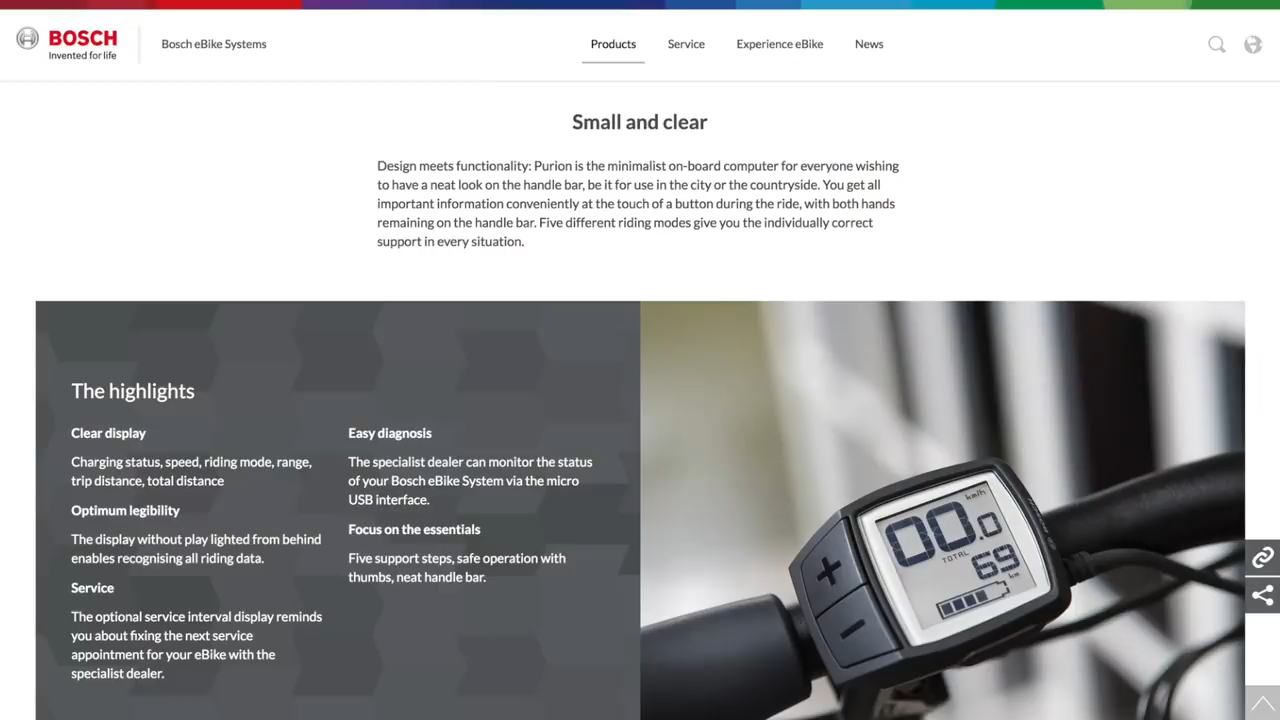 BOSCH
Invented for life
Bosch eBike Systems
Products
Service
Experience eBike
News
Small and clear
Design meets functionality: Purion is the minimalist on-board computer for everyone wishing
to have a neat look on the handle bar, be it for use in the city or the countryside. You get all
important information conveniently at the touch of a button during the ride, with both hands
remaining on the handle bar. Five different riding modes give you the individually correct
support in every situation.
The highlights
Clear display
Charging status, speed, riding mode, range,
trip distance, total distance
Optimum legibility
The display without play lighted from behind
enables recognising all riding data.
Service
The optional service interval display reminds
you about fixing the next service
appointment for your eBike with the
specialist dealer.
Easy diagnosis
The specialist dealer can monitor the status
of your Bosch eBike System via the micro
USB interface.
Focus on the essentials
Five support steps, safe operation with
thumbs, neat handle bar.
km/h
00.0
TOTAL
69
km
+
−